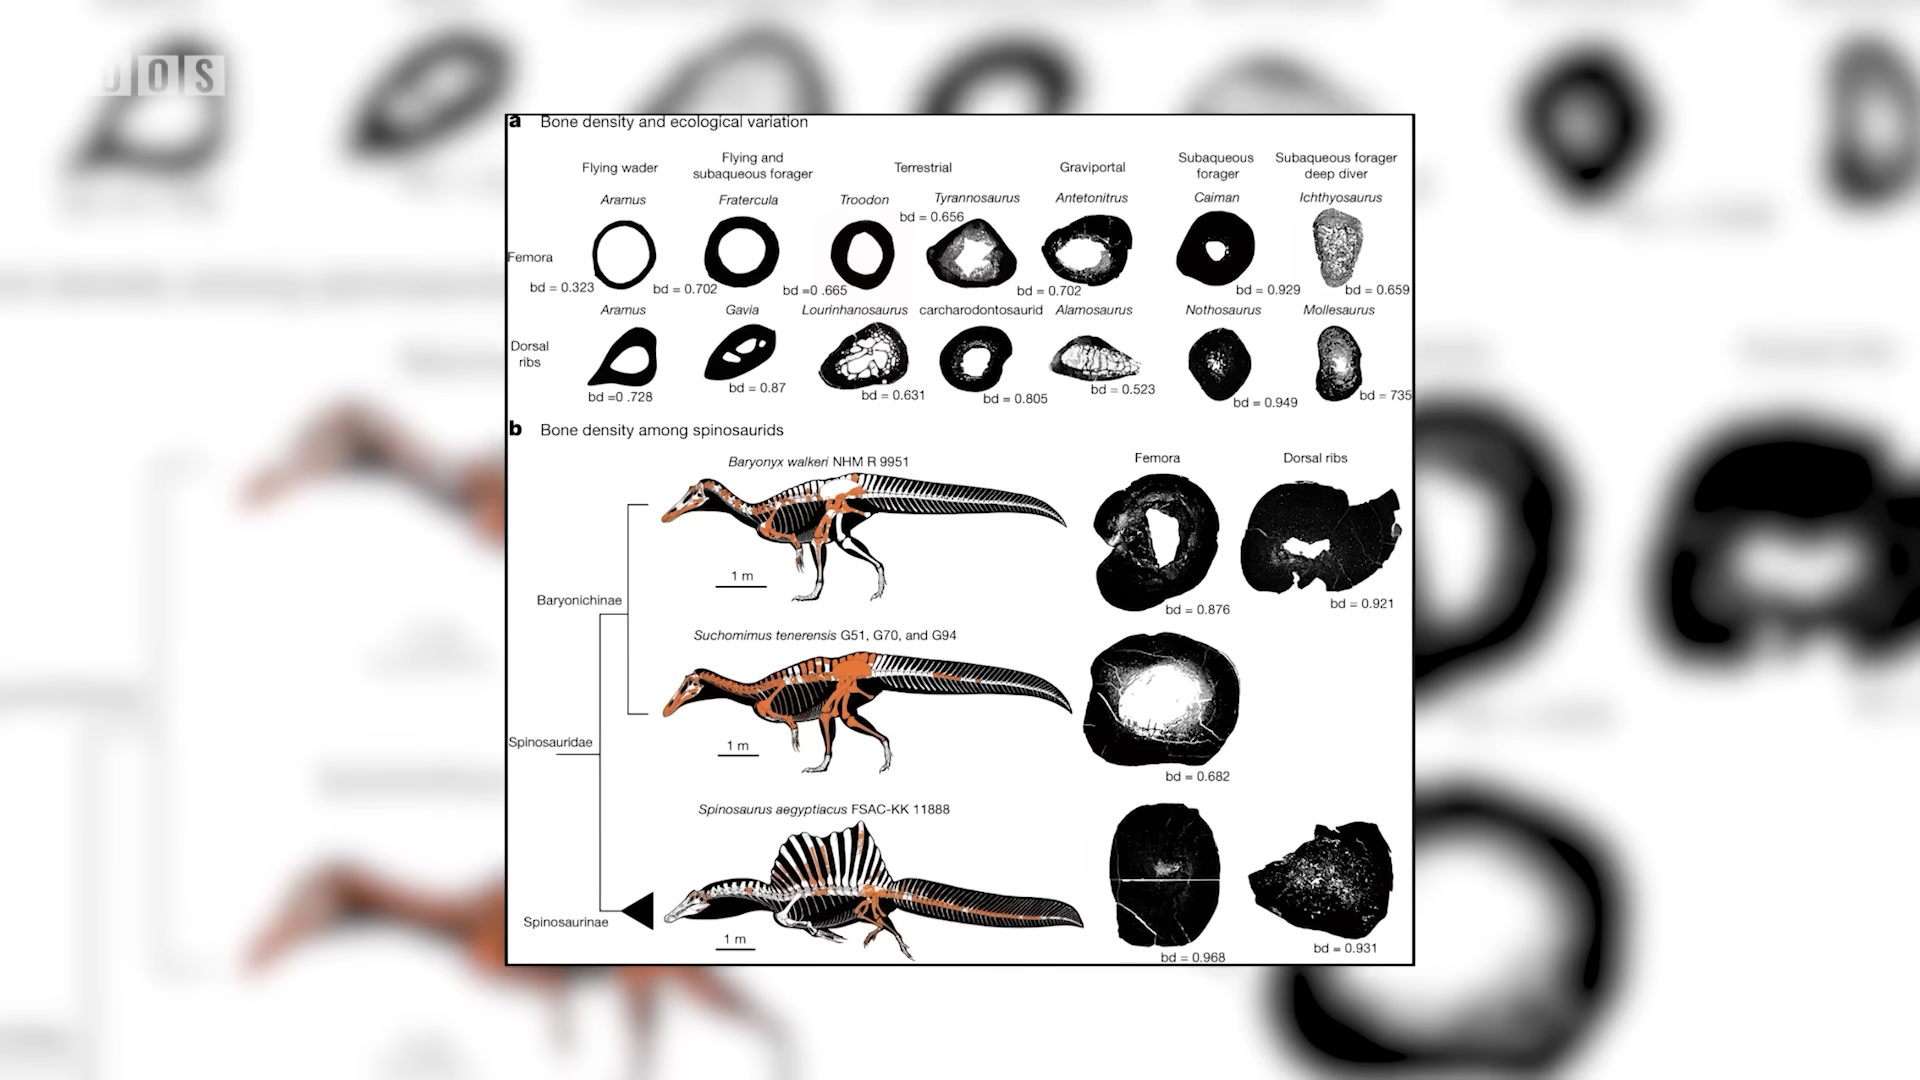 OS
a Bone density and ecological variation
Flying wader
Flying and
subaqueous forager
Terrestrial
Graviportal
Subaqueous
forager
Subaqueous forager
deep diver
Aramus
Fratercula
Troodon
Tyrannosaurus
Antetonitrus
Caiman
Ichthyosaurus
Femora
bd = 0.323
bd = 0.702
bd =0 .665
bd = 0.656
bd = 0.702
bd = 0.929
bd = 0.659
Aramus
Gavia
Lourinhanosaurus
carcharodontosaurid
Alamosaurus
Nothosaurus
Mollesaurus
Dorsal
ribs
bd =0 .728
bd = 0.87
bd = 0.631
bd = 0.805
bd = 0.523
bd = 0.949
bd = 735
b Bone density among spinosaurids
Baryonyx walkeri NHM R 9951
Femora
Dorsal ribs
1 m
Baryonichinae
bd = 0.876
bd = 0.921
Suchomimus tenerensis G51, G70, and G94
1 m
Spinosauridae
bd = 0.682
Spinosaurus aegyptiacus FSAC-KK 11888
Spinosaurinae
1 m
bd = 0.968
bd = 0.931